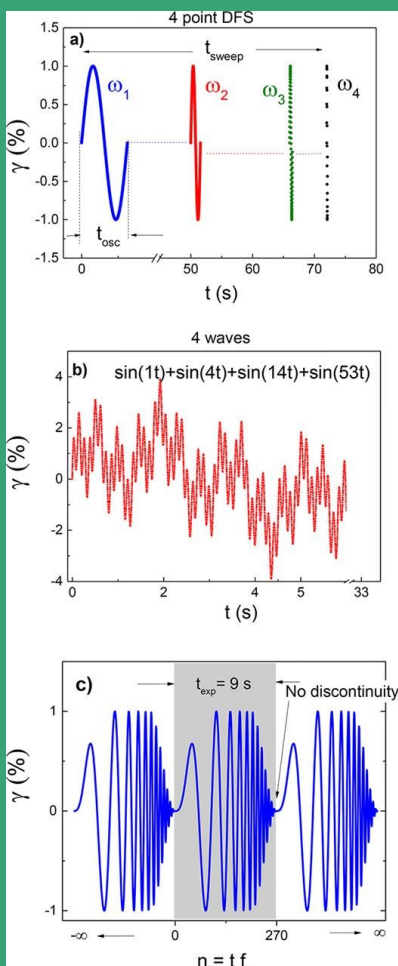 4 point DFS
a)
t_sweep
ω₁
ω₂
ω₃
ω₄
t_osc
γ (%)
1.5
1.0
0.5
0.0
-0.5
-1.0
-1.5
0
50
60
70
80
t (s)
4 waves
b)
sin(1t)+sin(4t)+sin(14t)+sin(53t)
γ (%)
4
2
0
-2
-4
0
2
4
5
33
t (s)
c)
t_exp = 9 s
No discontinuity
γ (%)
1
0
-1
-∞
0
270
∞
n = t f